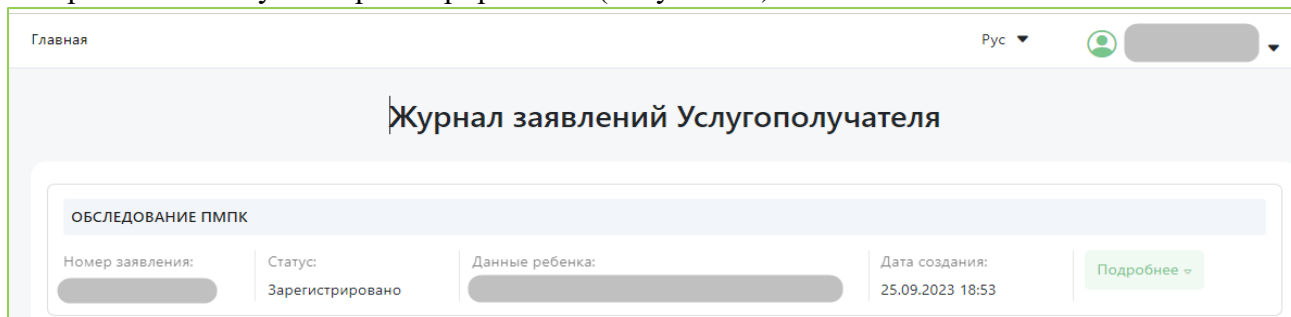 Главная
Рус
Журнал заявлений Услугополучателя
ОБСЛЕДОВАНИЕ ПМПК
Номер заявления: Статус: Данные ребенка: Дата создания: Подробнее
Зарегистрировано 25.09.2023 18:53